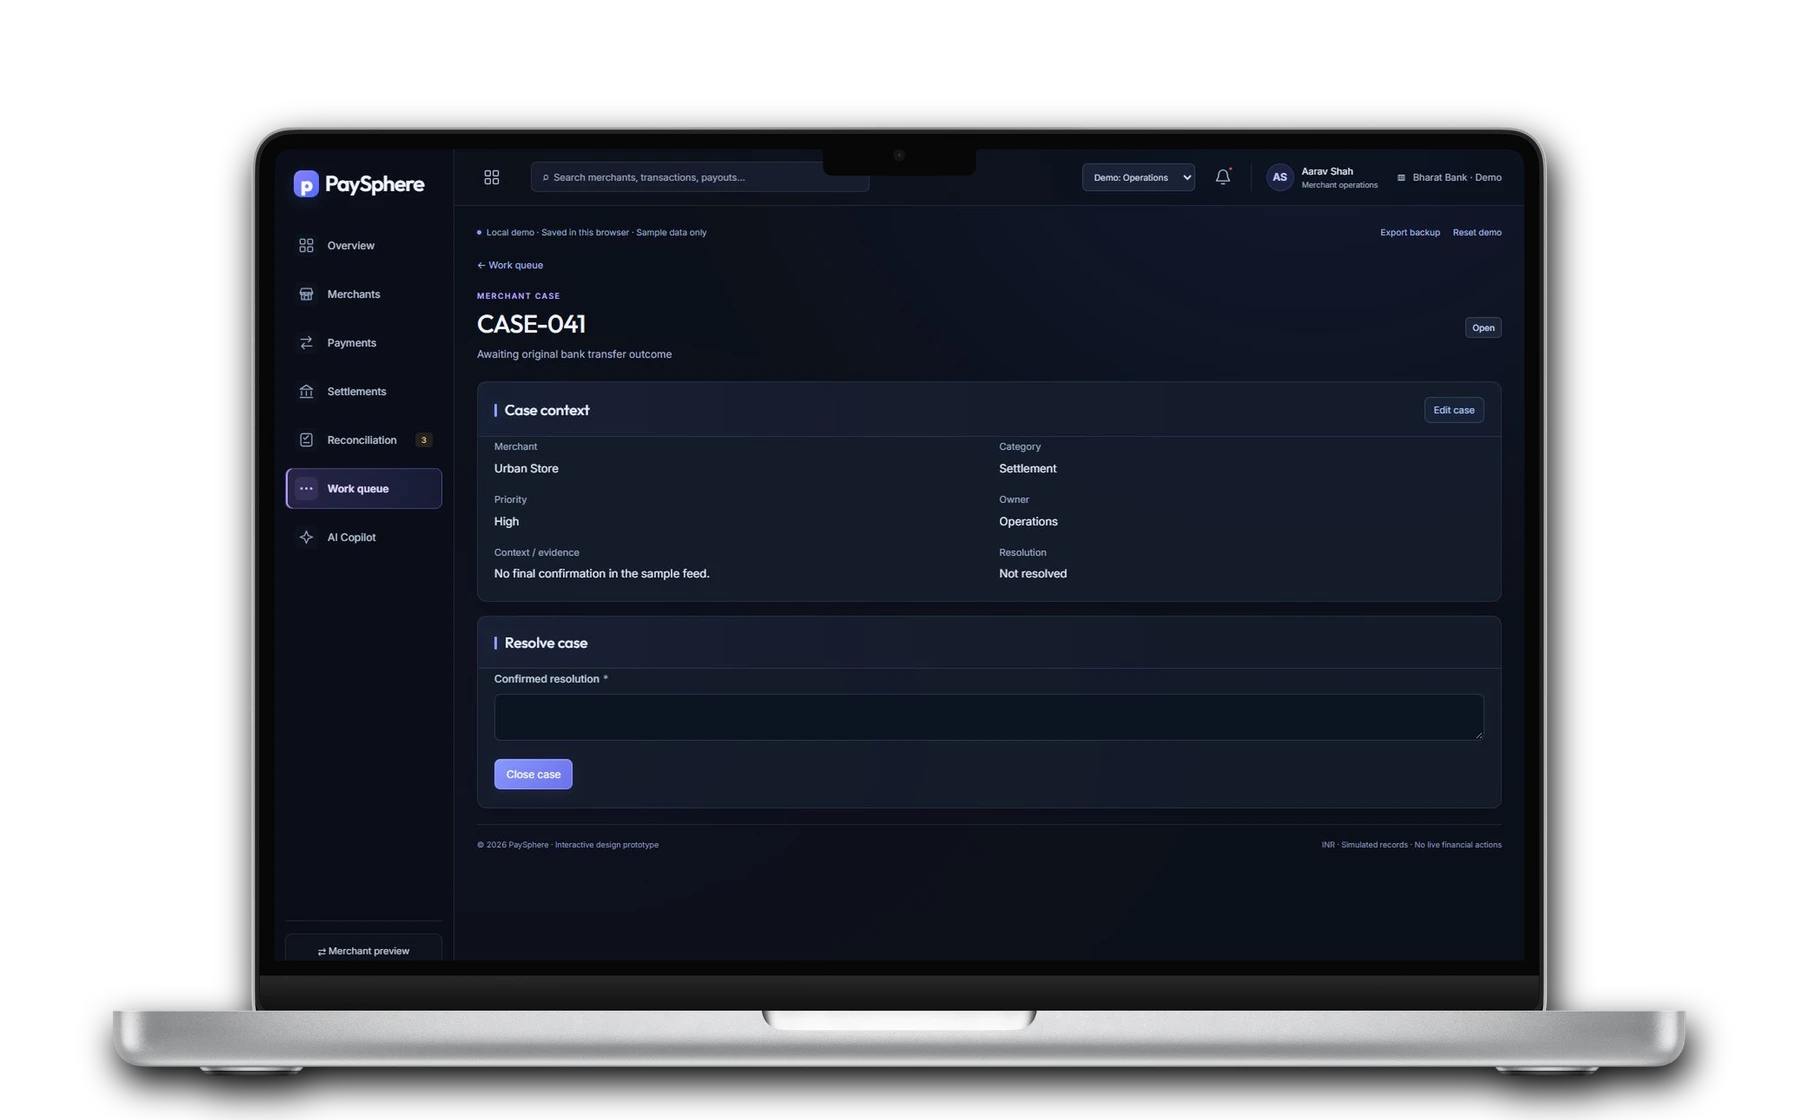 PaySphere
Search merchants, transactions, payouts...
Demo: Operations
AS
Aarav Shah
Merchant operations
Bharat Bank · Demo
Overview
Merchants
Payments
Settlements
Reconciliation 3
Work queue
AI Copilot
⇄ Merchant preview
Local demo · Saved in this browser · Sample data only
Export backup Reset demo
← Work queue
MERCHANT CASE
CASE-041
Open
Awaiting original bank transfer outcome
Case context
Edit case
Merchant
Urban Store
Category
Settlement
Priority
High
Owner
Operations
Context / evidence
No final confirmation in the sample feed.
Resolution
Not resolved
Resolve case
Confirmed resolution *
Close case
© 2026 PaySphere · Interactive design prototype
INR · Simulated records · No live financial actions